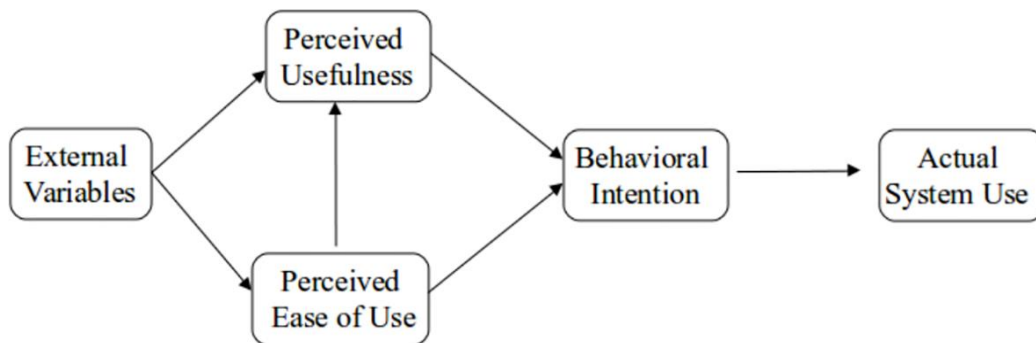 Perceived
Usefulness
External
Variables
Behavioral
Intention
Actual
System Use
Perceived
Ease of Use